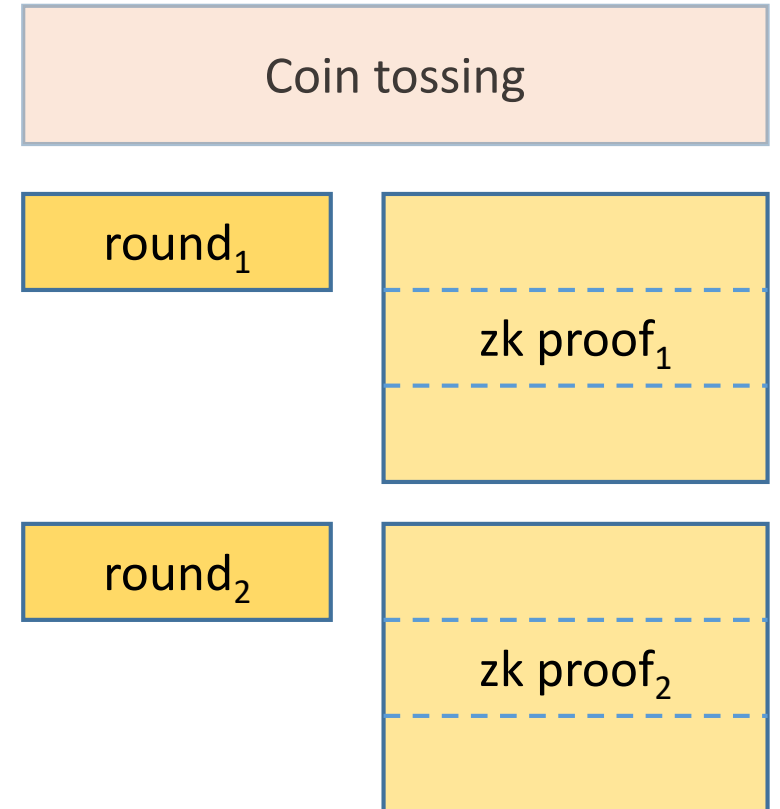 Coin tossing
round₁
zk proof₁
round₂
zk proof₂